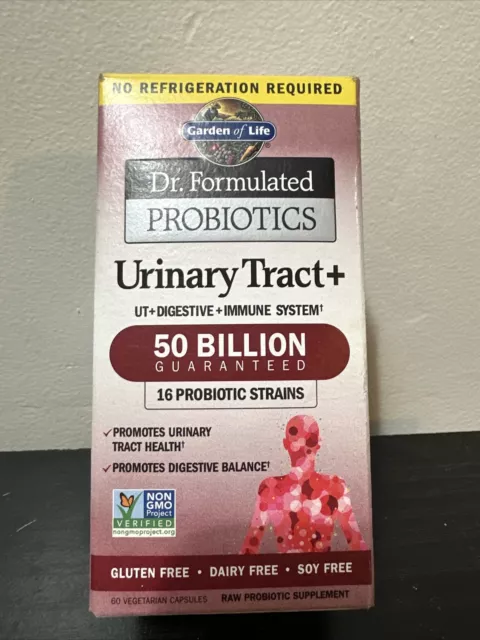 NO REFRIGERATION REQUIRED
Garden of Life
Dr. Formulated
PROBIOTICS
Urinary Tract+
UT+DIGESTIVE+IMMUNE SYSTEM†
50 BILLION
GUARANTEED
16 PROBIOTIC STRAINS
✓PROMOTES URINARY
TRACT HEALTH†
✓PROMOTES DIGESTIVE BALANCE†
NON
GMO
Project
VERIFIED
nongmoproject.org
GLUTEN FREE • DAIRY FREE • SOY FREE
60 VEGETARIAN CAPSULES RAW PROBIOTIC SUPPLEMENT